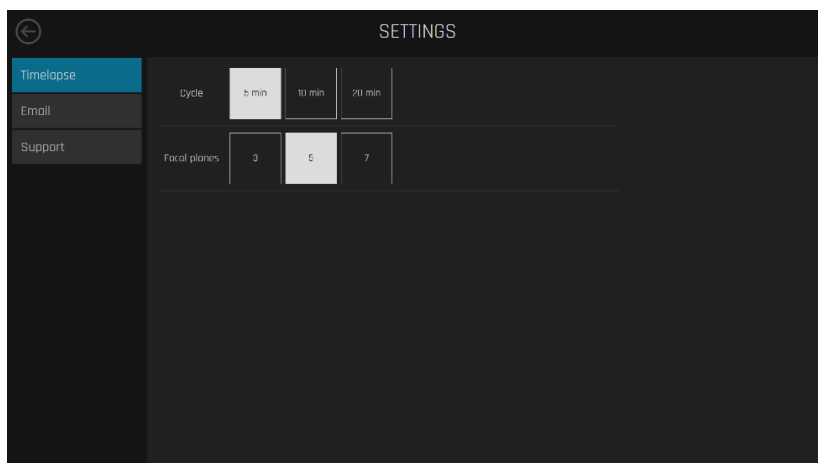 SETTINGS
Timelapse
Email
Support
Cycle 5 min 10 min 20 min
Focal planes 3 5 7